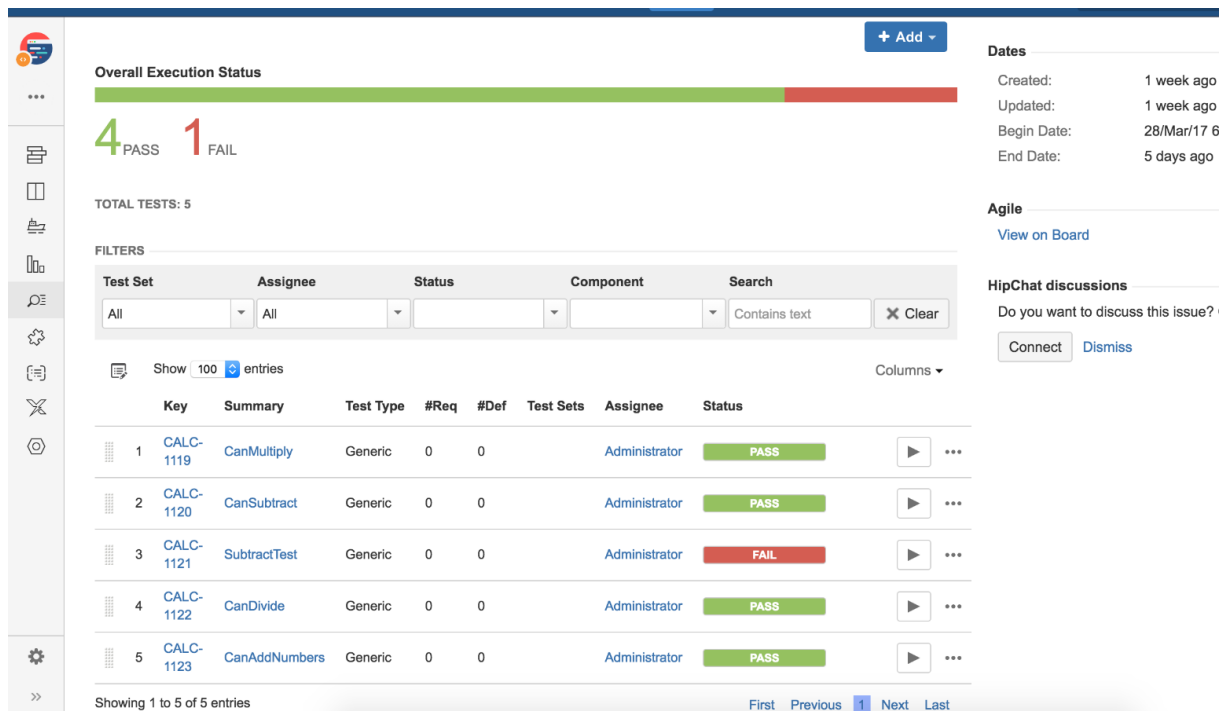 + Add
Overall Execution Status
4 PASS 1 FAIL
TOTAL TESTS: 5
FILTERS
Test Set Assignee Status Component Search
All All Contains text Clear
Show 100 entries Columns
Key Summary Test Type #Req #Def Test Sets Assignee Status
1 CALC-1119 CanMultiply Generic 0 0 Administrator PASS
2 CALC-1120 CanSubtract Generic 0 0 Administrator PASS
3 CALC-1121 SubtractTest Generic 0 0 Administrator FAIL
4 CALC-1122 CanDivide Generic 0 0 Administrator PASS
5 CALC-1123 CanAddNumbers Generic 0 0 Administrator PASS
Showing 1 to 5 of 5 entries First Previous 1 Next Last
Dates
Created: 1 week ago
Updated: 1 week ago
Begin Date: 28/Mar/17 6
End Date: 5 days ago
Agile
View on Board
HipChat discussions
Do you want to discuss this issue?
Connect Dismiss